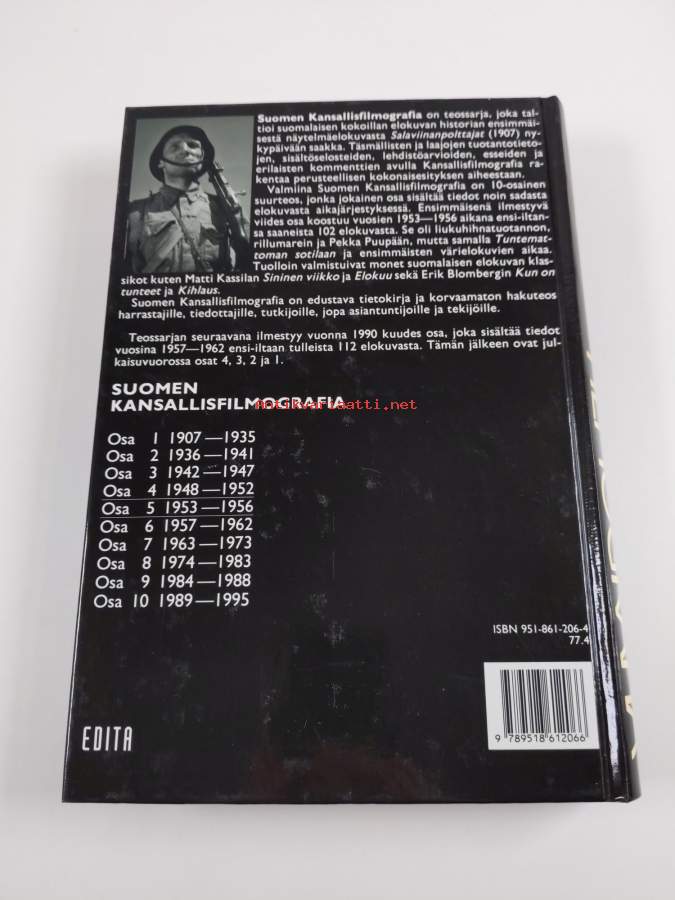 Suomen Kansallisfilmografia on teossarja, joka tal-
tioi suomalaisen kokoillan elokuvan historian ensimmäi-
sestä näytelmäelokuvasta Salaviinanpolttajat (1907) ny-
kypäivään saakka. Täsmällisten ja laajojen tuotantotieto-
jen, sisältöselosteiden, lehdistöarvioiden, esseiden ja
erilaisten kommenttien avulla Kansallisfilmografia ra-
kentaa perusteellisen kokonaisesityksen aiheestaan.
Valmiina Suomen Kansallisfilmografia on 10-osainen
suurteos, jonka jokainen osa sisältää tiedot noin sadasta
elokuvasta aikajärjestyksessä. Ensimmäisenä ilmestyvä
viides osa koostuu vuosien 1953—1956 aikana ensi-iltan-
sa saaneista 102 elokuvasta. Se oli liukuhihnatuotannon,
rillumarein ja Pekka Puupään, mutta samalla Tuntemat-
toman sotilaan ja ensimmäisten värielokuvien aikaa.
Tuolloin valmistuivat monet suomalaisen elokuvan klas-
sikot kuten Matti Kassilan Sininen viikko ja Elokuu sekä Erik Blombergin Kun on
tunteet ja Kihlaus.
Suomen Kansallisfilmografia on edustava tietokirja ja korvaamaton hakuteos
harrastajille, tiedottajille, tutkijoille, jopa asiantuntijoille ja tekijöille.
Teossarjan seuraavana ilmestyy vuonna 1990 kuudes osa, joka sisältää tiedot
vuosina 1957—1962 ensi-iltaan tulleista 112 elokuvasta. Tämän jälkeen ovat jul-
kaisuvuorossa osat 4, 3, 2 ja 1.
SUOMEN
KANSALLISFILMOGRAFIA
Antikvariaatti.net
Osa 1 1907—1935
Osa 2 1936—1941
Osa 3 1942—1947
Osa 4 1948—1952
Osa 5 1953—1956
Osa 6 1957—1962
Osa 7 1963—1973
Osa 8 1974—1983
Osa 9 1984—1988
Osa 10 1989—1995
ISBN 951-861-206-4
77.4
9 789518 612066
EDITA